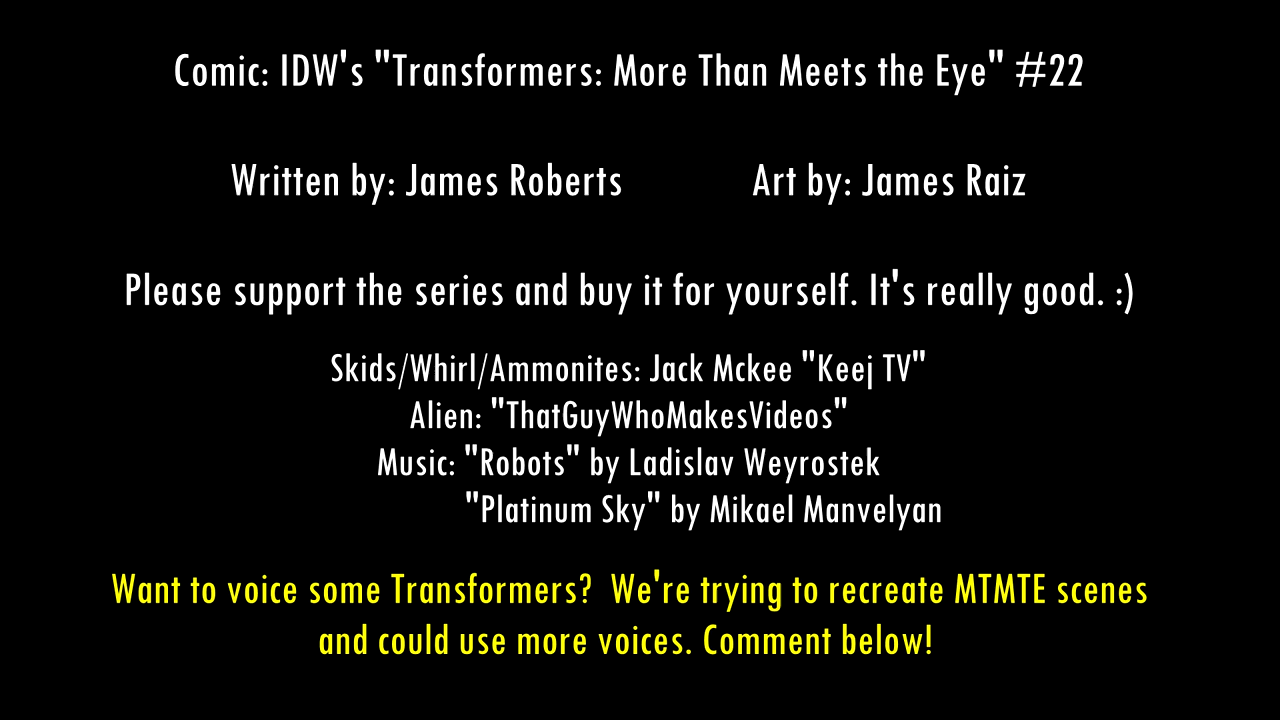 Comic: IDW's "Transformers: More Than Meets the Eye" #22
Written by: James Roberts Art by: James Raiz
Please support the series and buy it for yourself. It's really good. :)
Skids/Whirl/Ammonites: Jack Mckee "Keej TV"
Alien: "ThatGuyWhoMakesVideos"
Music: "Robots" by Ladislav Weyrostek
"Platinum Sky" by Mikael Manvelyan
Want to voice some Transformers? We're trying to recreate MTMTE scenes
and could use more voices. Comment below!